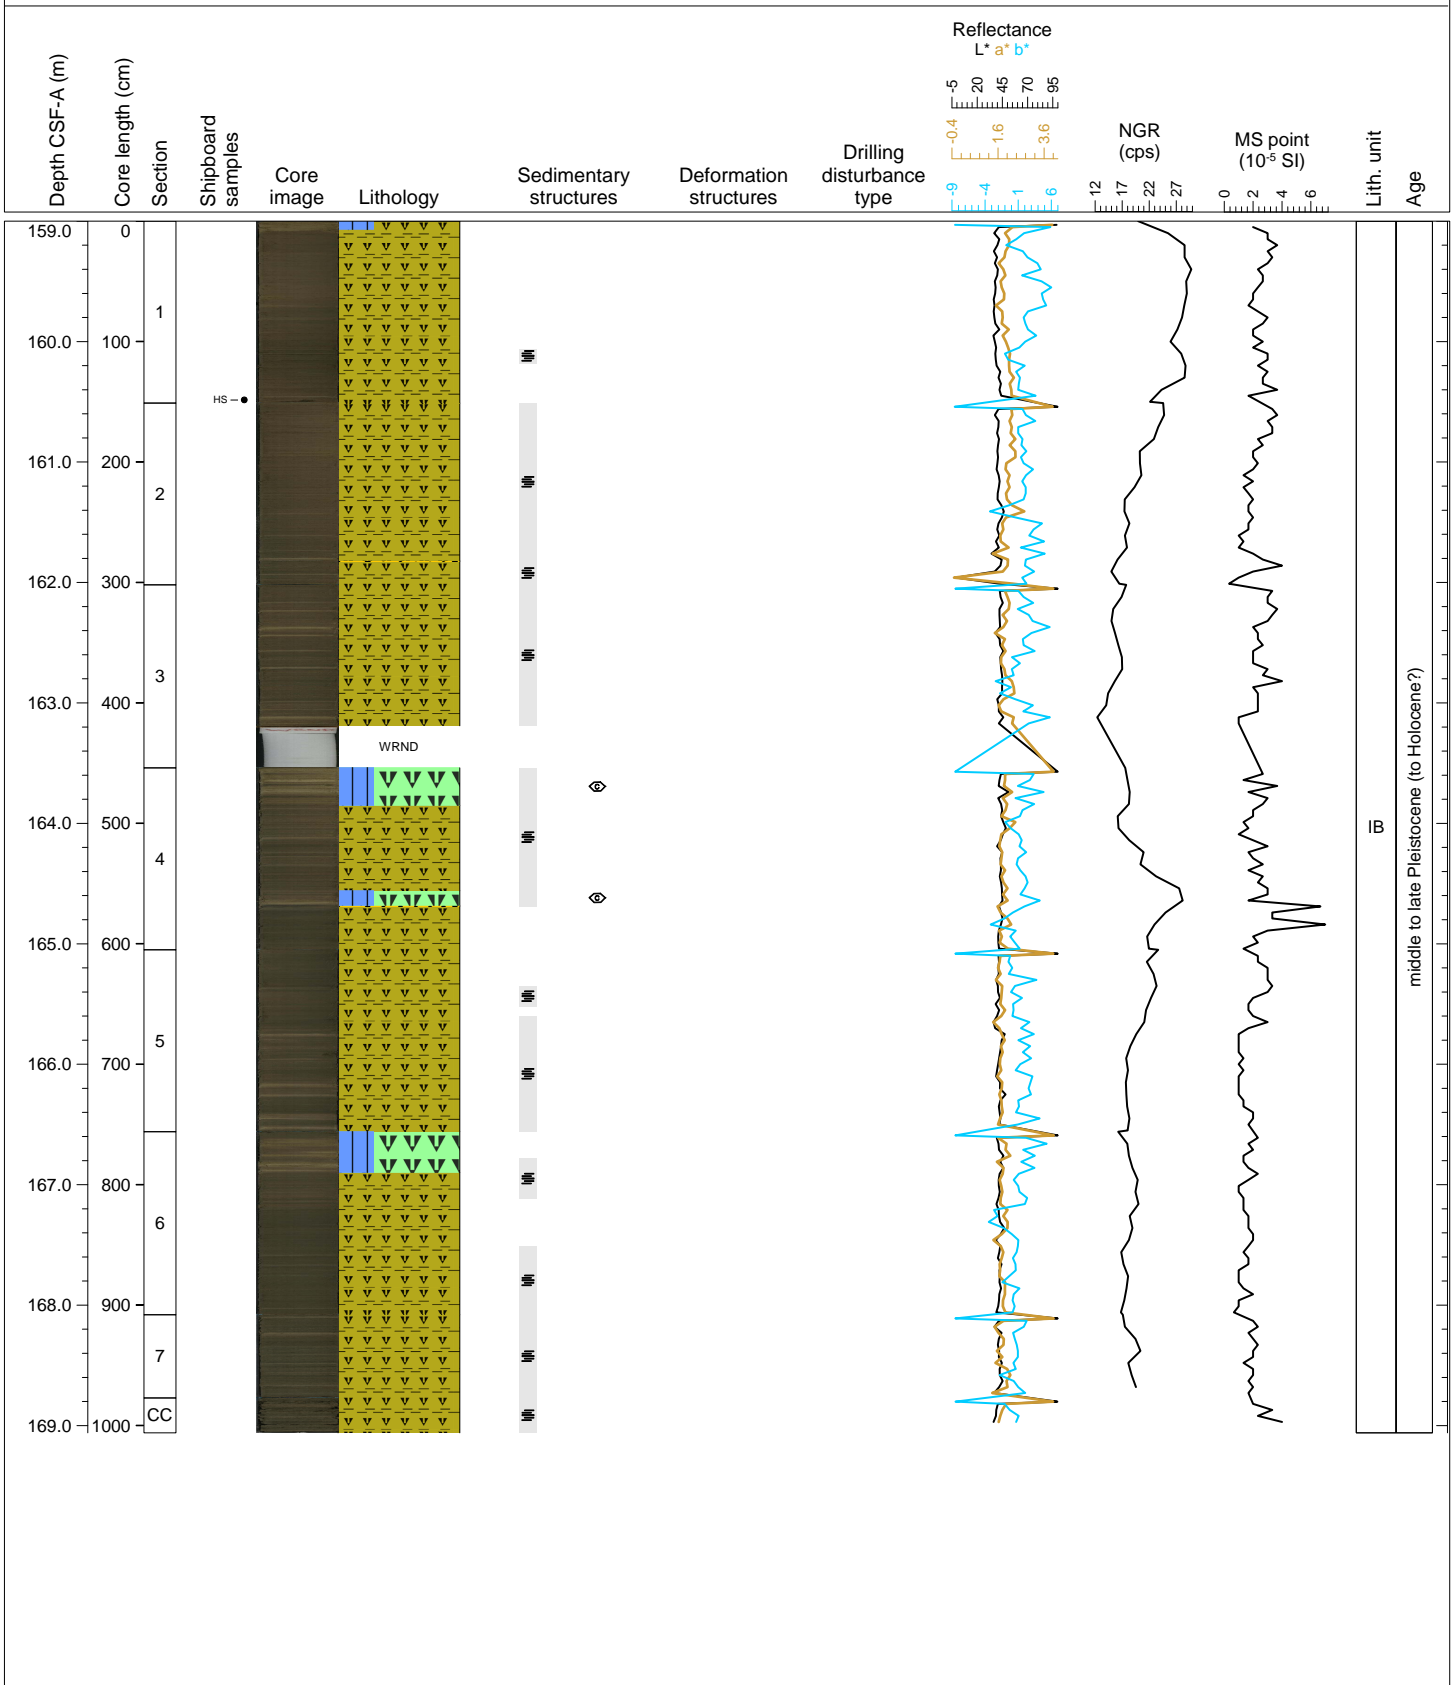 Depth CSF-A (m)
Core length (cm)
Section
Shipboard
samples
Core
image
Lithology
Sedimentary
structures
Deformation
structures
Drilling
disturbance
type
Reflectance
L* a* b*
-5 20 45 70 95
-0.4 1.6 3.6
-9 -4 1 6
NGR
(cps)
12 17 22 27
MS point
(10-5 SI)
0 2 4 6
Lith. unit
Age
159.0 0
1
160.0 100
HS
161.0 200
2
162.0 300
3
163.0 400
WRND
c
164.0 500
IB
4
c
165.0 600
5
166.0 700
167.0 800
6
168.0 900
7
CC
169.0 1000
middle to late Pleistocene (to Holocene?)